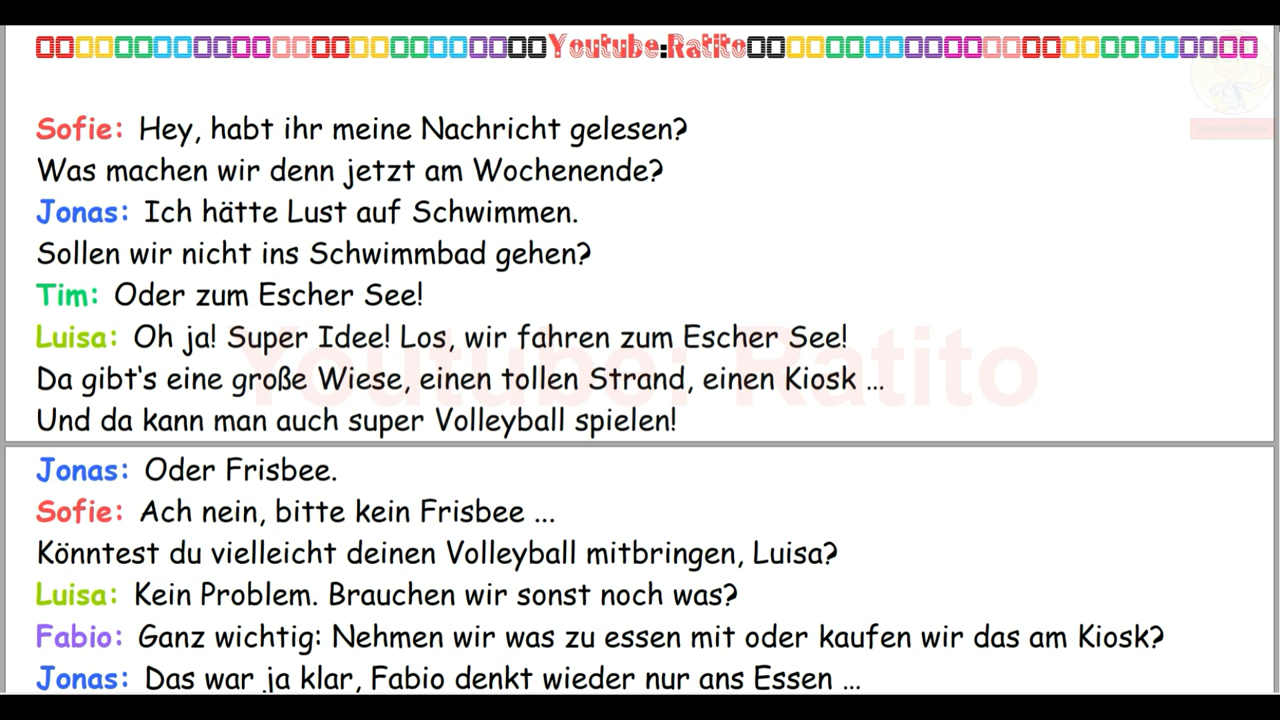 Youtube:Ratito
Sofie: Hey, habt ihr meine Nachricht gelesen?
Was machen wir denn jetzt am Wochenende?
Jonas: Ich hätte Lust auf Schwimmen.
Sollen wir nicht ins Schwimmbad gehen?
Tim: Oder zum Escher See!
Luisa: Oh ja! Super Idee! Los, wir fahren zum Escher See!
Da gibt's eine große Wiese, einen tollen Strand, einen Kiosk ...
Und da kann man auch super Volleyball spielen!
Youtube: Ratito
Jonas: Oder Frisbee.
Sofie: Ach nein, bitte kein Frisbee ...
Könntest du vielleicht deinen Volleyball mitbringen, Luisa?
Luisa: Kein Problem. Brauchen wir sonst noch was?
Fabio: Ganz wichtig: Nehmen wir was zu essen mit oder kaufen wir das am Kiosk?
Jonas: Das war ja klar, Fabio denkt wieder nur ans Essen ...